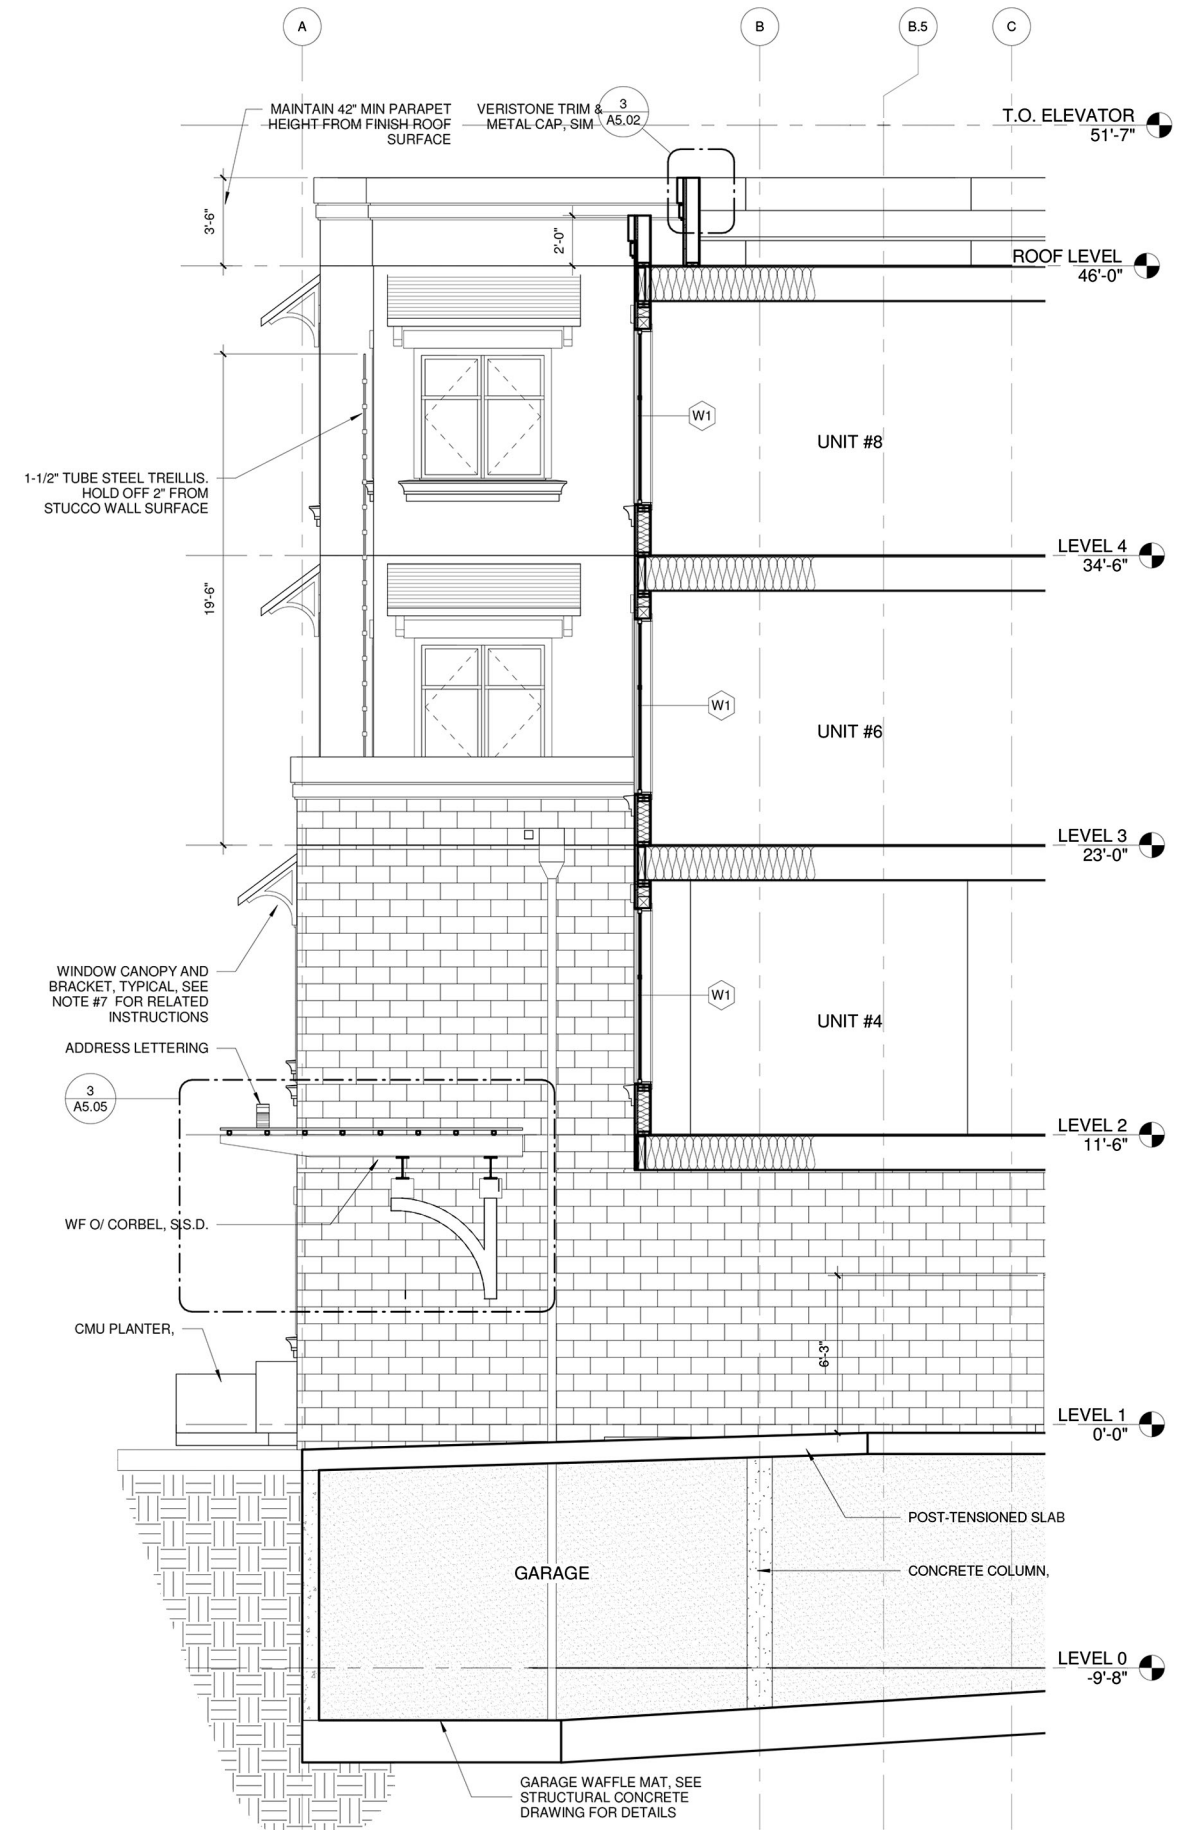 A
B
B.5
C
MAINTAIN 42" MIN PARAPET
HEIGHT FROM FINISH ROOF
SURFACE
VERISTONE TRIM &
METAL CAP, SIM
3
A5.02
T.O. ELEVATOR
51'-7"
3'-6"
2'-0"
ROOF LEVEL
46'-0"
W1
UNIT #8
1-1/2" TUBE STEEL TREILLIS.
HOLD OFF 2" FROM
STUCCO WALL SURFACE
LEVEL 4
34'-6"
19'-6"
W1
UNIT #6
LEVEL 3
23'-0"
WINDOW CANOPY AND
BRACKET, TYPICAL, SEE
NOTE #7 FOR RELATED
INSTRUCTIONS
W1
UNIT #4
ADDRESS LETTERING
3
A5.05
LEVEL 2
11'-6"
WF O/ CORBEL, S.S.D.
CMU PLANTER,
6'-3"
LEVEL 1
0'-0"
POST-TENSIONED SLAB
GARAGE
CONCRETE COLUMN,
LEVEL 0
-9'-8"
GARAGE WAFFLE MAT, SEE
STRUCTURAL CONCRETE
DRAWING FOR DETAILS